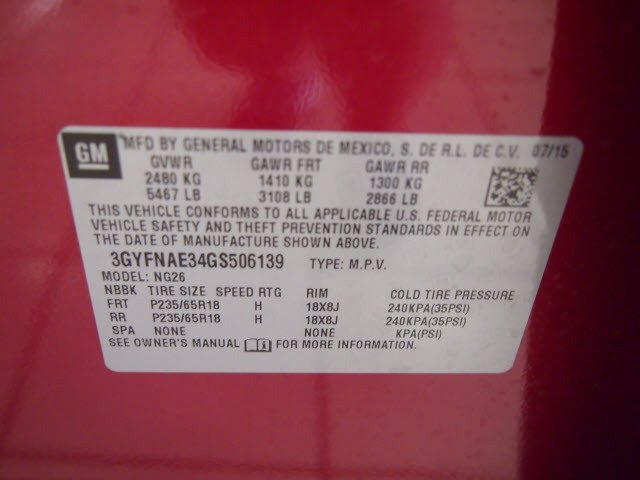 GM MFD BY GENERAL MOTORS DE MEXICO, S. DE R.L. DE C.V. 07/15
GVWR GAWR FRT GAWR RR
2480 KG 1410 KG 1300 KG
5467 LB 3108 LB 2866 LB
THIS VEHICLE CONFORMS TO ALL APPLICABLE U.S. FEDERAL MOTOR
VEHICLE SAFETY AND THEFT PREVENTION STANDARDS IN EFFECT ON
THE DATE OF MANUFACTURE SHOWN ABOVE.
3GYFNAE34GS506139 TYPE: M.P.V.
MODEL: NG26
NBBK TIRE SIZE SPEED RTG RIM COLD TIRE PRESSURE
FRT P235/65R18 H 18X8J 240KPA(35PSI)
RR P235/65R18 H 18X8J 240KPA(35PSI)
SPA NONE NONE KPA(PSI)
SEE OWNER'S MANUAL FOR MORE INFORMATION.